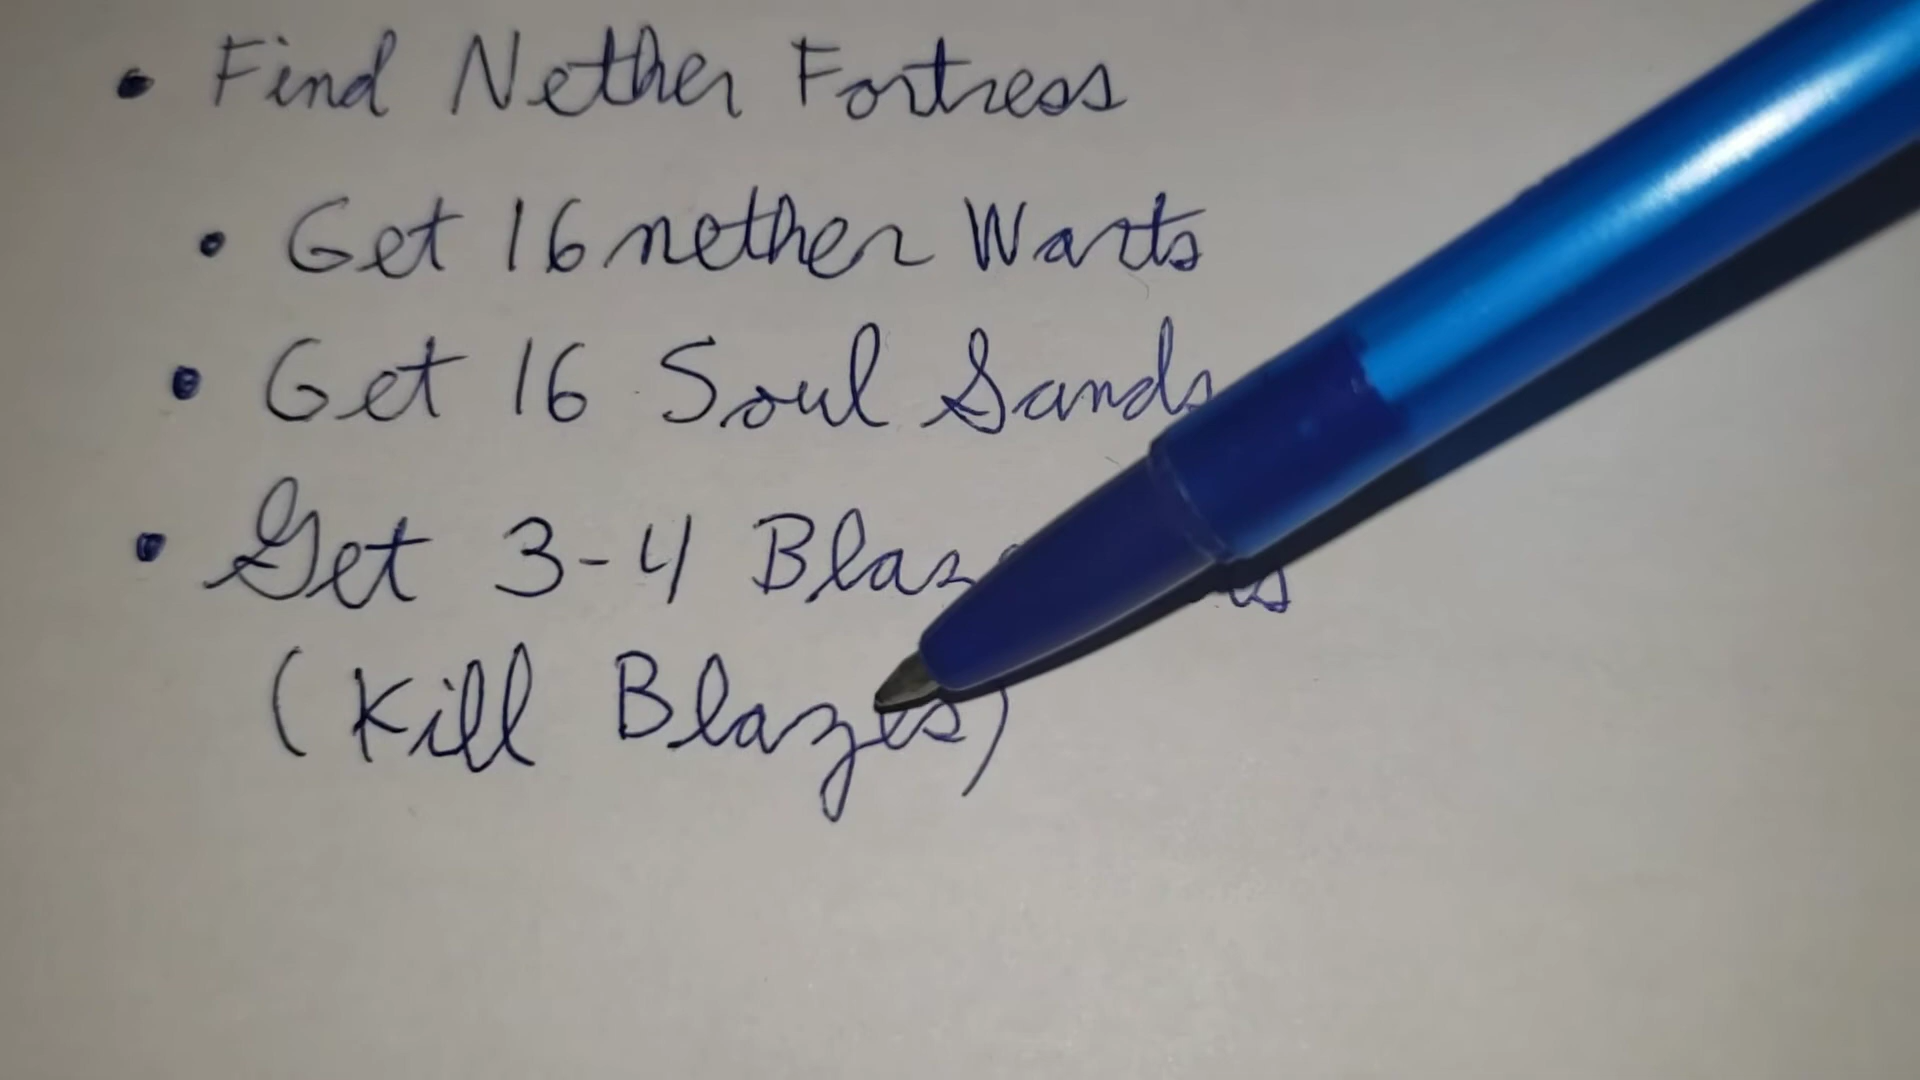 • Find Nether Fortress
• Get 16 nether Warts
• Get 16 Soul Sands
• Get 3-4
(Kill Blazes)